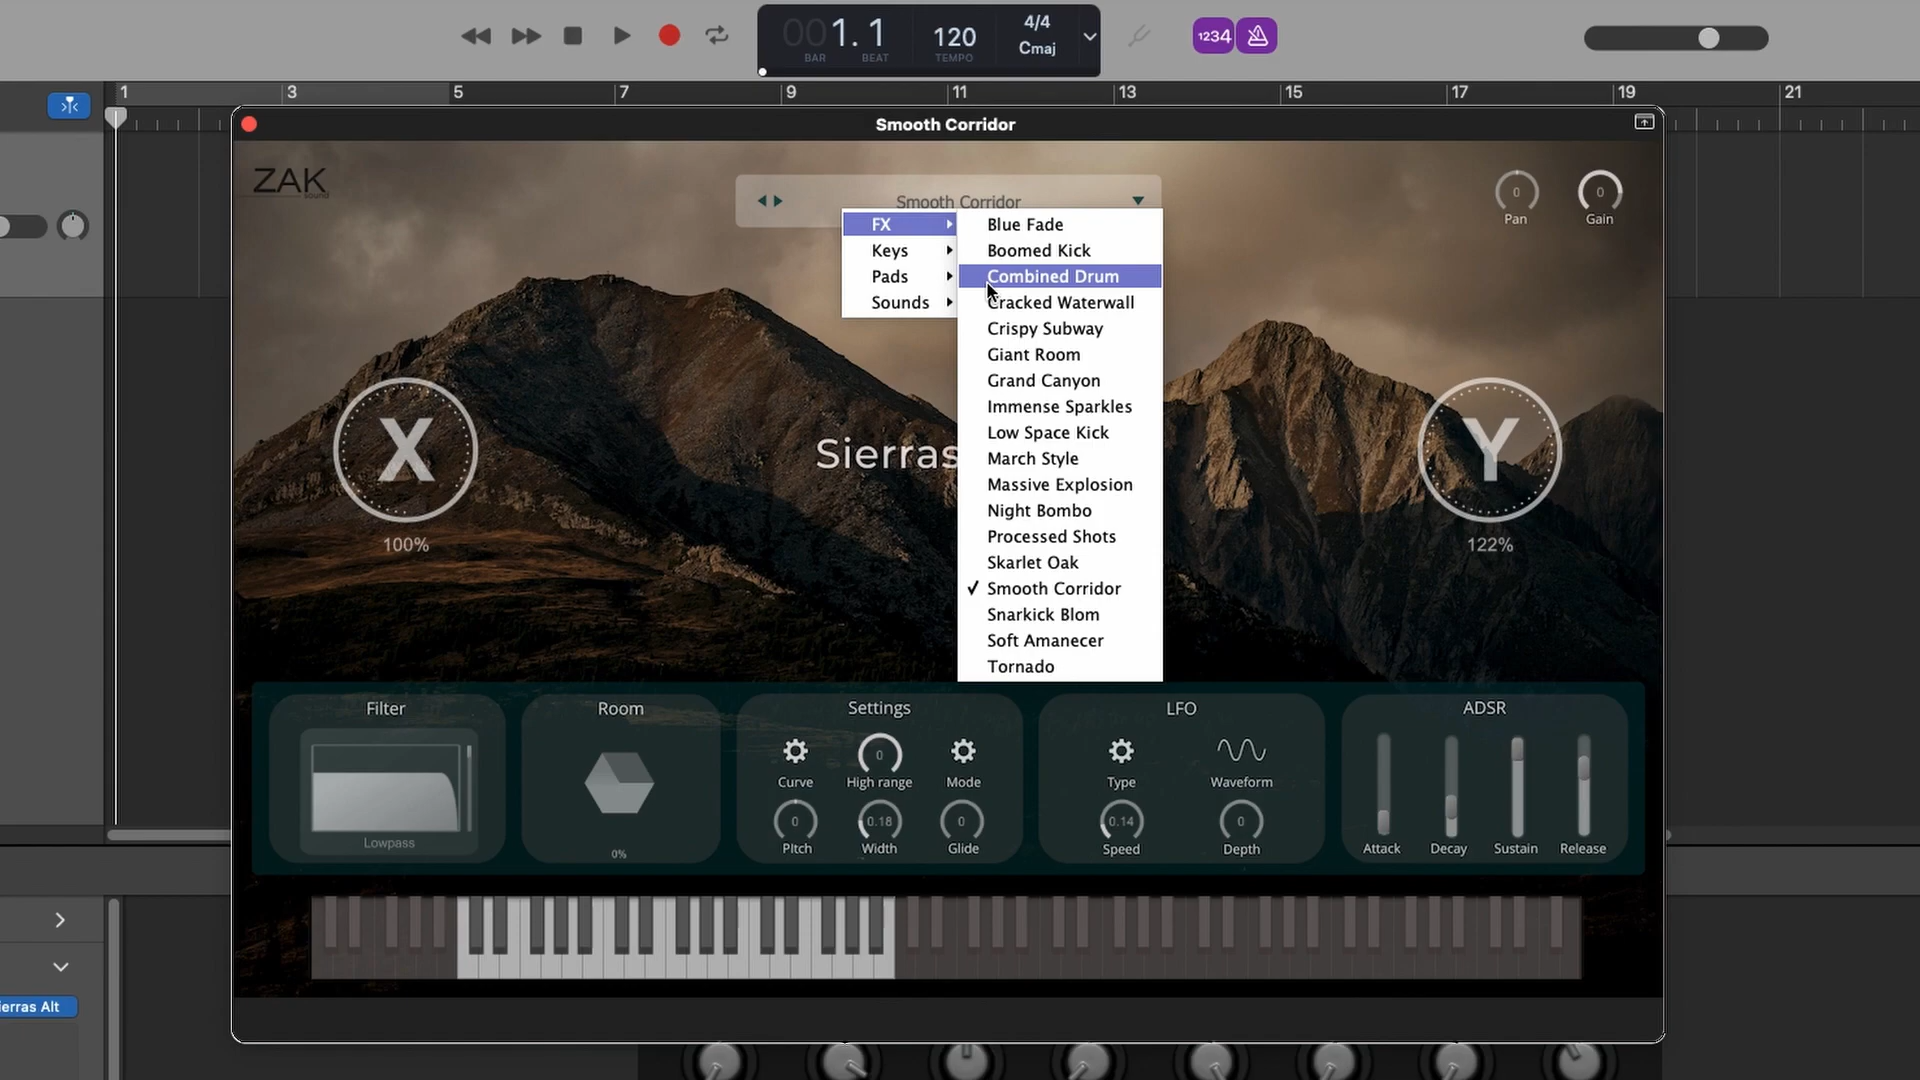 001. 1
BAR
BEAT
120
TEMPO
4/4
Cmaj
1234
1
3
5
7
9
11
13
15
17
19
21
Smooth Corridor
ZAK
sound
Smooth Corridor
0
Pan
0
Gain
FX
Keys
Pads
Sounds
Blue Fade
Boomed Kick
Combined Drum
Cracked Waterwall
Crispy Subway
Giant Room
Grand Canyon
Immense Sparkles
Low Space Kick
March Style
Massive Explosion
Night Bombo
Processed Shots
Skarlet Oak
✓ Smooth Corridor
Snarkick Blom
Soft Amanecer
Tornado
X
100%
Sierras
Y
122%
Filter
Lowpass
Room
0%
Settings
Curve
0
High range
Mode
0
Pitch
0.18
Width
0
Glide
LFO
Type
Waveform
0.14
Speed
0
Depth
ADSR
Attack
Decay
Sustain
Release
ierras Alt